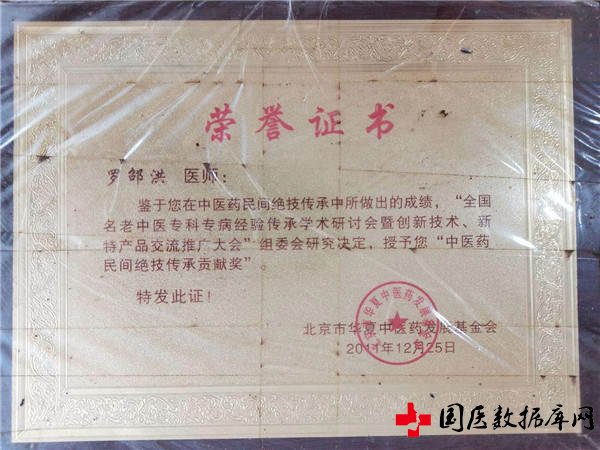 荣誉证书
罗郃洪 医师：
鉴于您在中医药民间绝技传承中所做出的成绩，“全国
名老中医专科专病经验传承学术研讨会暨创新技术、新
特产品交流推广大会”组委会研究决定，授予您“中医药
民间绝技传承贡献奖”。
特发此证！
北京市华夏中医药发展基金会
2011年12月25日
国医数据库网